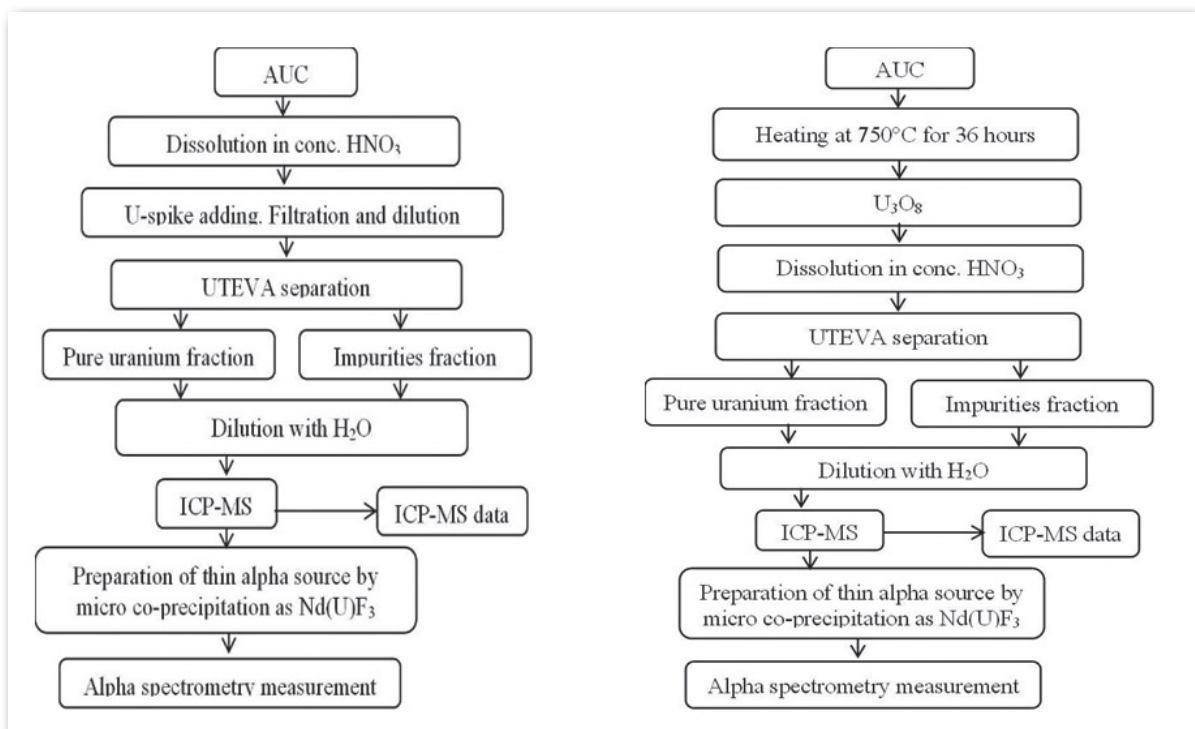 AUC
Dissolution in conc. HNO₃
U-spike adding. Filtration and dilution
UTEVA separation
Pure uranium fraction
Impurities fraction
Dilution with H₂O
ICP-MS
ICP-MS data
Preparation of thin alpha source by
micro co-precipitation as Nd(U)F₃
Alpha spectrometry measurement
AUC
Heating at 750°C for 36 hours
U₃O₈
Dissolution in conc. HNO₃
UTEVA separation
Pure uranium fraction
Impurities fraction
Dilution with H₂O
ICP-MS
ICP-MS data
Preparation of thin alpha source by
micro co-precipitation as Nd(U)F₃
Alpha spectrometry measurement